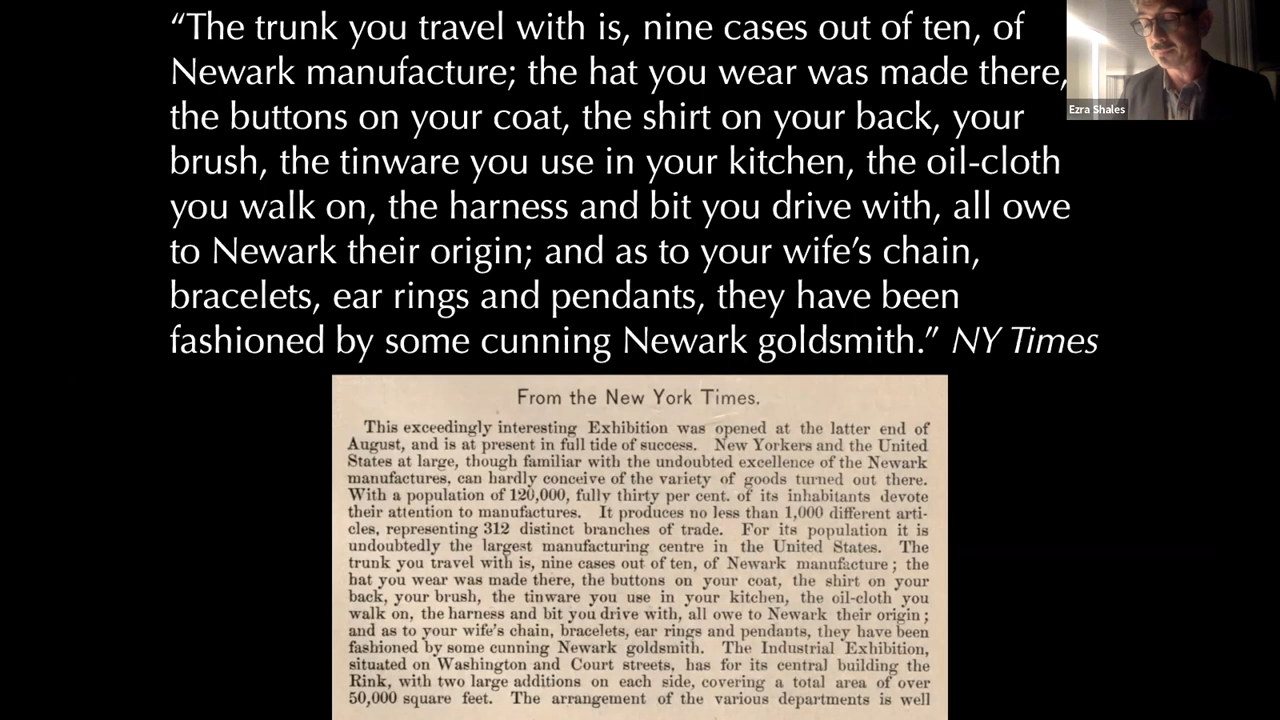 “The trunk you travel with is, nine cases out of ten, of
Newark manufacture; the hat you wear was made there,
the buttons on your coat, the shirt on your back, your
brush, the tinware you use in your kitchen, the oil-cloth
you walk on, the harness and bit you drive with, all owe
to Newark their origin; and as to your wife’s chain,
bracelets, ear rings and pendants, they have been
fashioned by some cunning Newark goldsmith.” NY Times
Ezra Shales
From the New York Times.
This exceedingly interesting Exhibition was opened at the latter end of
August, and is at present in full tide of success. New Yorkers and the United
States at large, though familiar with the undoubted excellence of the Newark
manufactures, can hardly conceive of the variety of goods turned out there.
With a population of 120,000, fully thirty per cent. of its inhabitants devote
their attention to manufactures. It produces no less than 1,000 different arti-
cles, representing 312 distinct branches of trade. For its population it is
undoubtedly the largest manufacturing centre in the United States. The
trunk you travel with is, nine cases out of ten, of Newark manufacture; the
hat you wear was made there, the buttons on your coat, the shirt on your
back, your brush, the tinware you use in your kitchen, the oil-cloth you
walk on, the harness and bit you drive with, all owe to Newark their origin;
and as to your wife's chain, bracelets, ear rings and pendants, they have been
fashioned by some cunning Newark goldsmith. The Industrial Exhibition,
situated on Washington and Court streets, has for its central building the
Rink, with two large additions on each side, covering a total area of over
50,000 square feet. The arrangement of the various departments is well